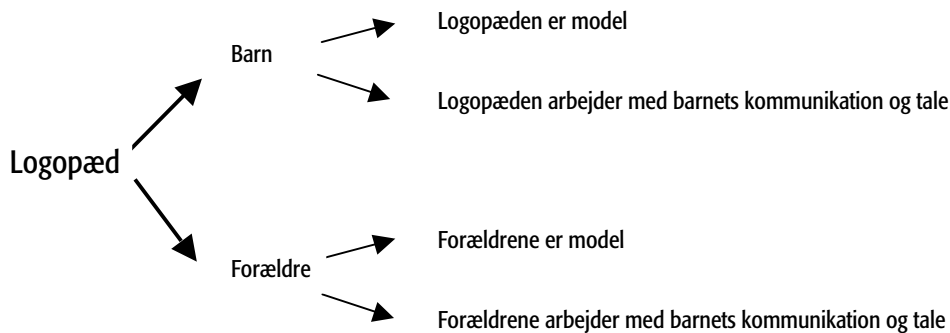 Logopæden er model
Barn
Logopæden arbejder med barnets kommunikation og tale
Logopæd
Forældrene er model
Forældre
Forældrene arbejder med barnets kommunikation og tale